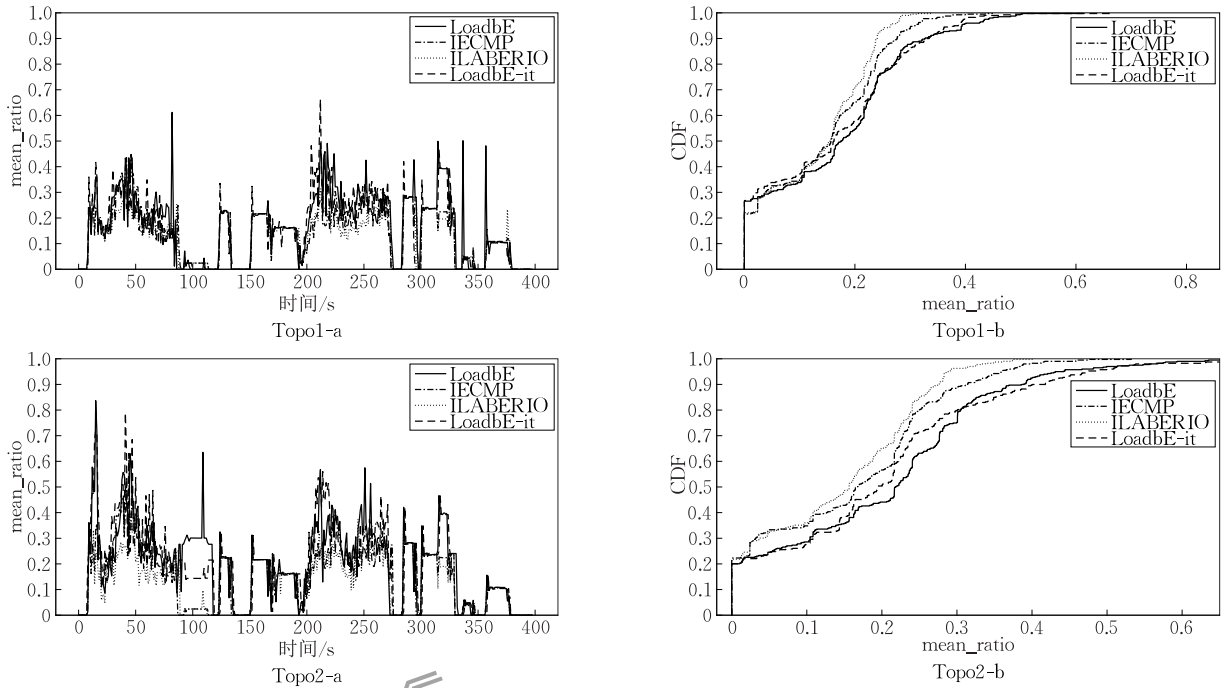 1.0
0.9
0.8
0.7
0.6
0.5
0.4
0.3
0.2
0.1
0
mean_ratio
LoadbE
IECMP
ILABERIO
LoadbE-it
0 50 100 150 200 250 300 350 400
时间/s
Topo1-a
1.0
0.9
0.8
0.7
0.6
0.5
0.4
0.3
0.2
0.1
0
CDF
LoadbE
IECMP
ILABERIO
LoadbE-it
0 0.2 0.4 0.6 0.8
mean_ratio
Topo1-b
1.0
0.9
0.8
0.7
0.6
0.5
0.4
0.3
0.2
0.1
0
mean_ratio
LoadbE
IECMP
ILABERIO
LoadbE-it
0 50 100 150 200 250 300 350 400
时间/s
Topo2-a
1.0
0.9
0.8
0.7
0.6
0.5
0.4
0.3
0.2
0.1
0
CDF
LoadbE
IECMP
ILABERIO
LoadbE-it
0 0.1 0.2 0.3 0.4 0.5 0.6
mean_ratio
Topo2-b